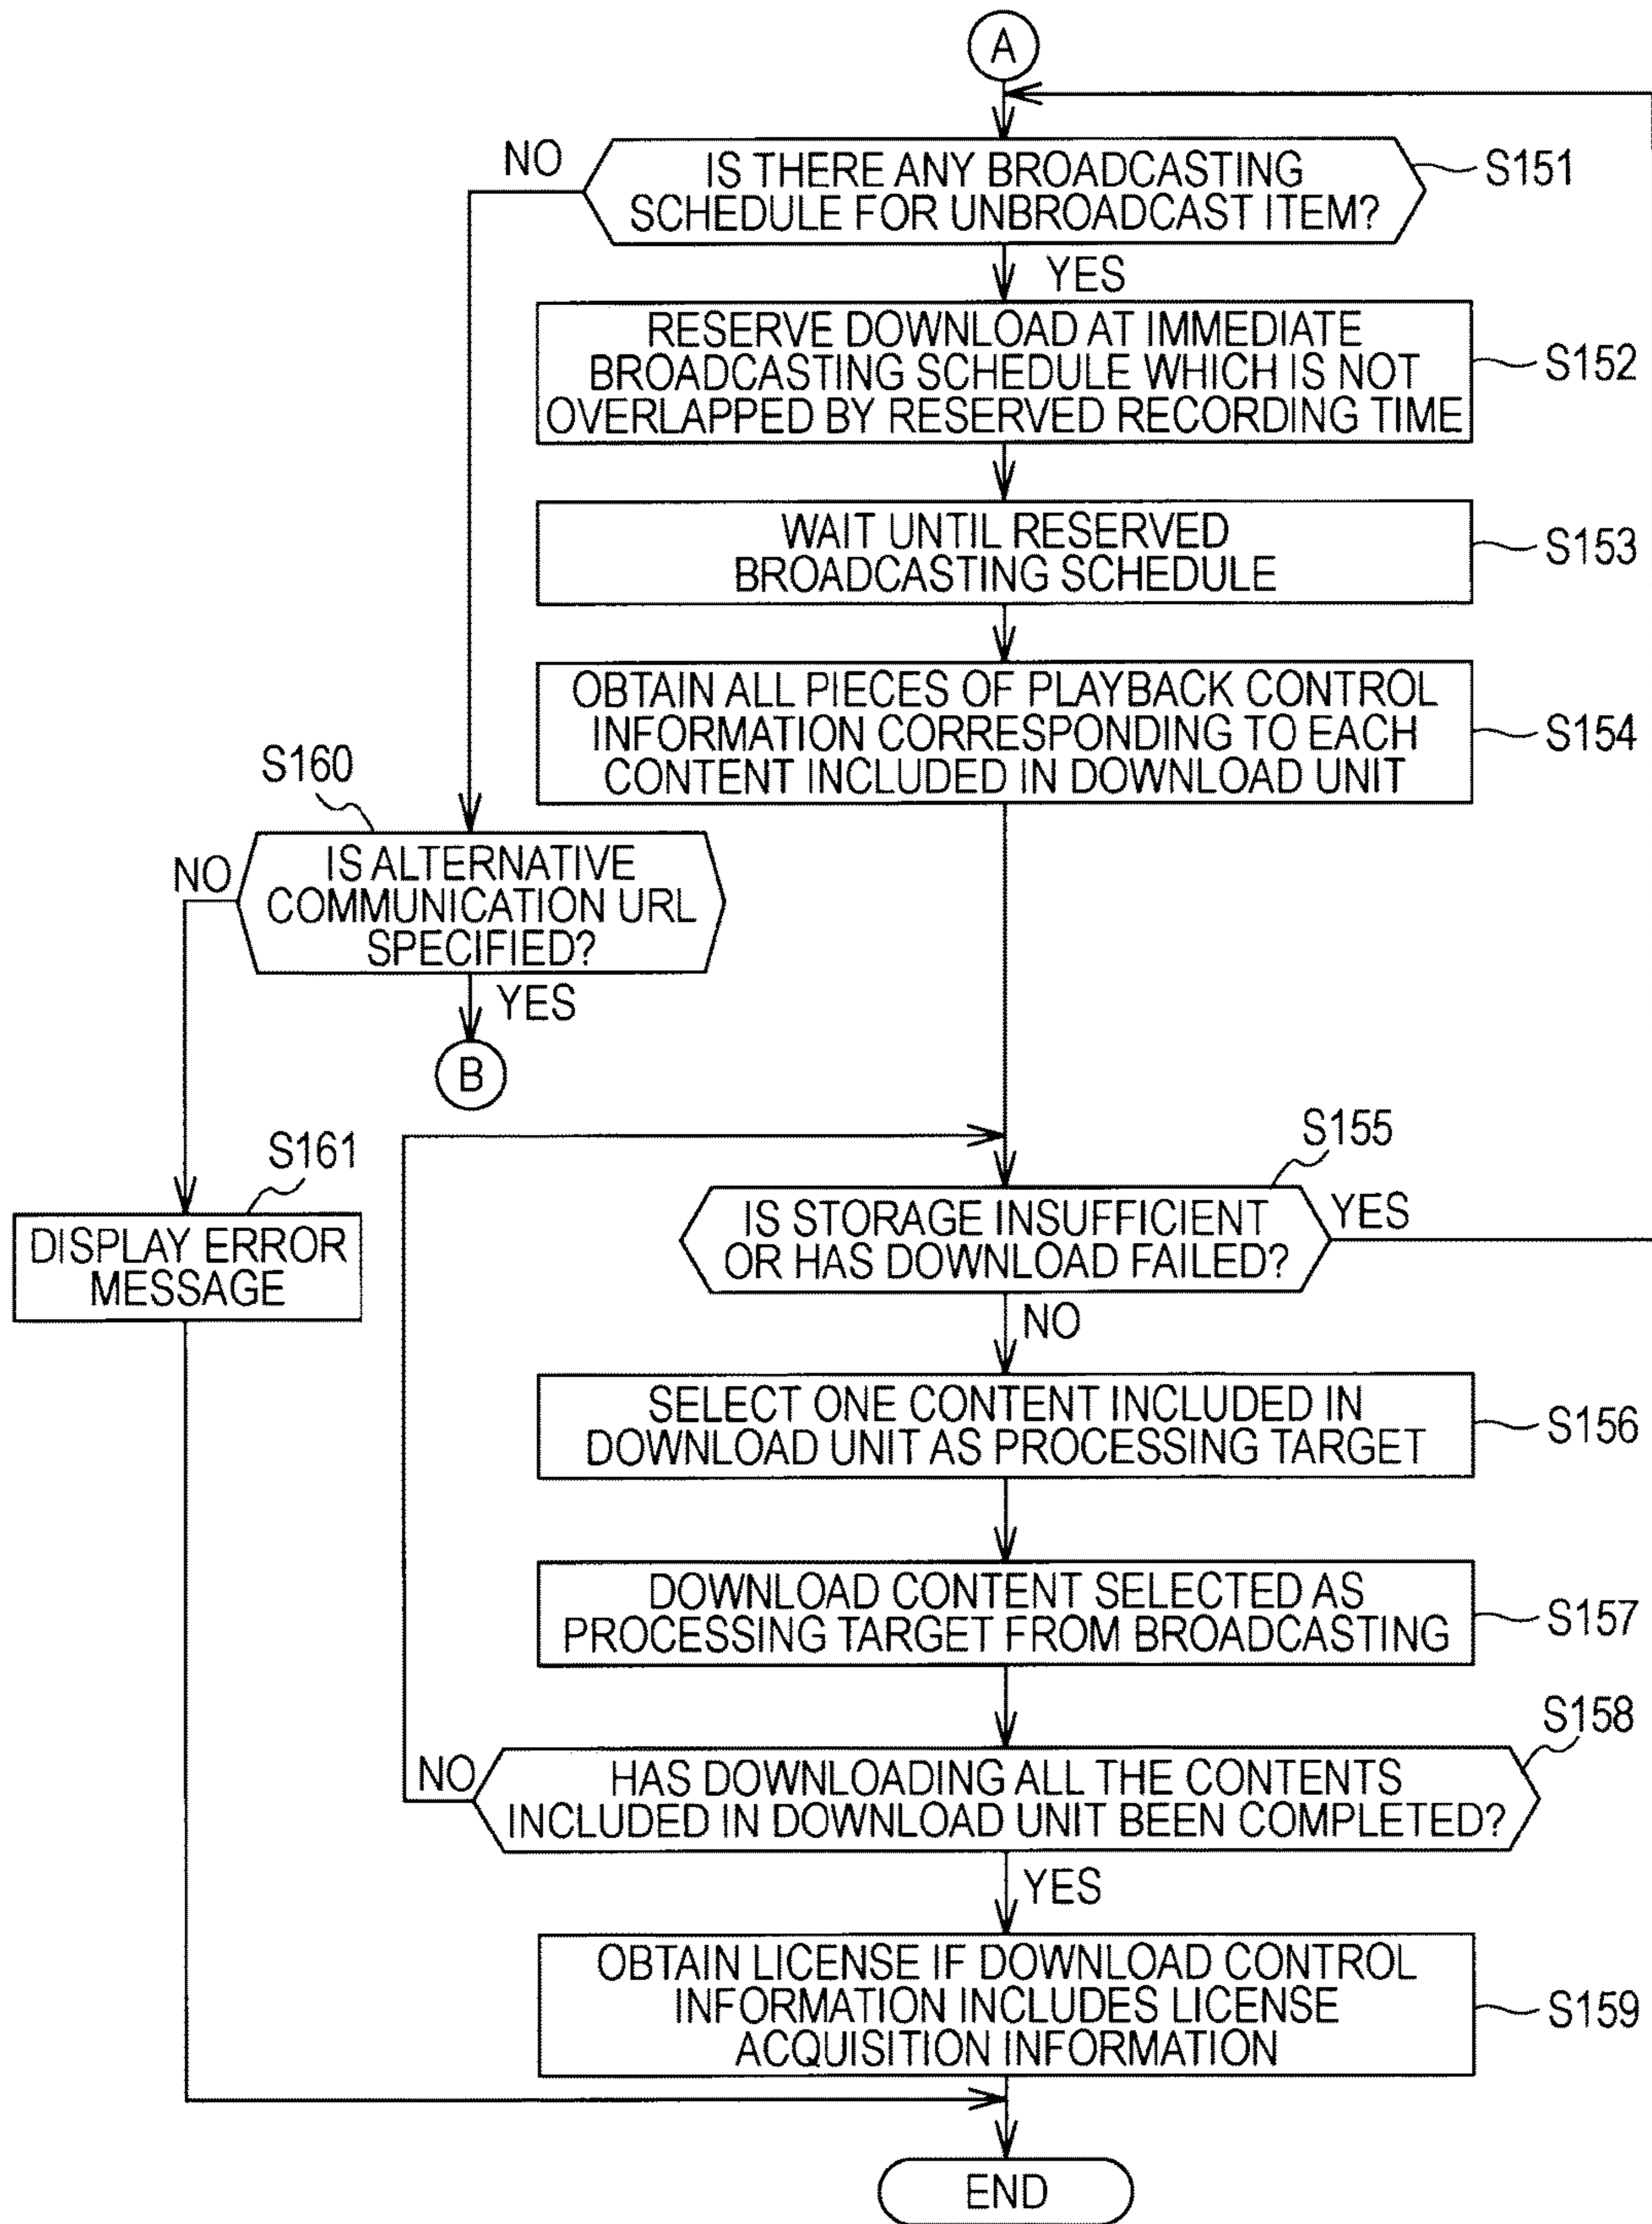 A
NO
IS THERE ANY BROADCASTING
SCHEDULE FOR UNBROADCAST ITEM?
S151
YES
RESERVE DOWNLOAD AT IMMEDIATE
BROADCASTING SCHEDULE WHICH IS NOT
OVERLAPPED BY RESERVED RECORDING TIME
S152
WAIT UNTIL RESERVED
BROADCASTING SCHEDULE
S153
OBTAIN ALL PIECES OF PLAYBACK CONTROL
INFORMATION CORRESPONDING TO EACH
CONTENT INCLUDED IN DOWNLOAD UNIT
S154
S160
NO
IS ALTERNATIVE
COMMUNICATION URL
SPECIFIED?
YES
B
S161
DISPLAY ERROR
MESSAGE
S155
IS STORAGE INSUFFICIENT
OR HAS DOWNLOAD FAILED?
YES
NO
SELECT ONE CONTENT INCLUDED IN
DOWNLOAD UNIT AS PROCESSING TARGET
S156
DOWNLOAD CONTENT SELECTED AS
PROCESSING TARGET FROM BROADCASTING
S157
S158
NO
HAS DOWNLOADING ALL THE CONTENTS
INCLUDED IN DOWNLOAD UNIT BEEN COMPLETED?
YES
OBTAIN LICENSE IF DOWNLOAD CONTROL
INFORMATION INCLUDES LICENSE
ACQUISITION INFORMATION
S159
END